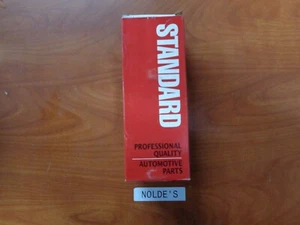 STANDARD
PROFESSIONAL
QUALITY
AUTOMOTIVE
PARTS
NOLDE'S